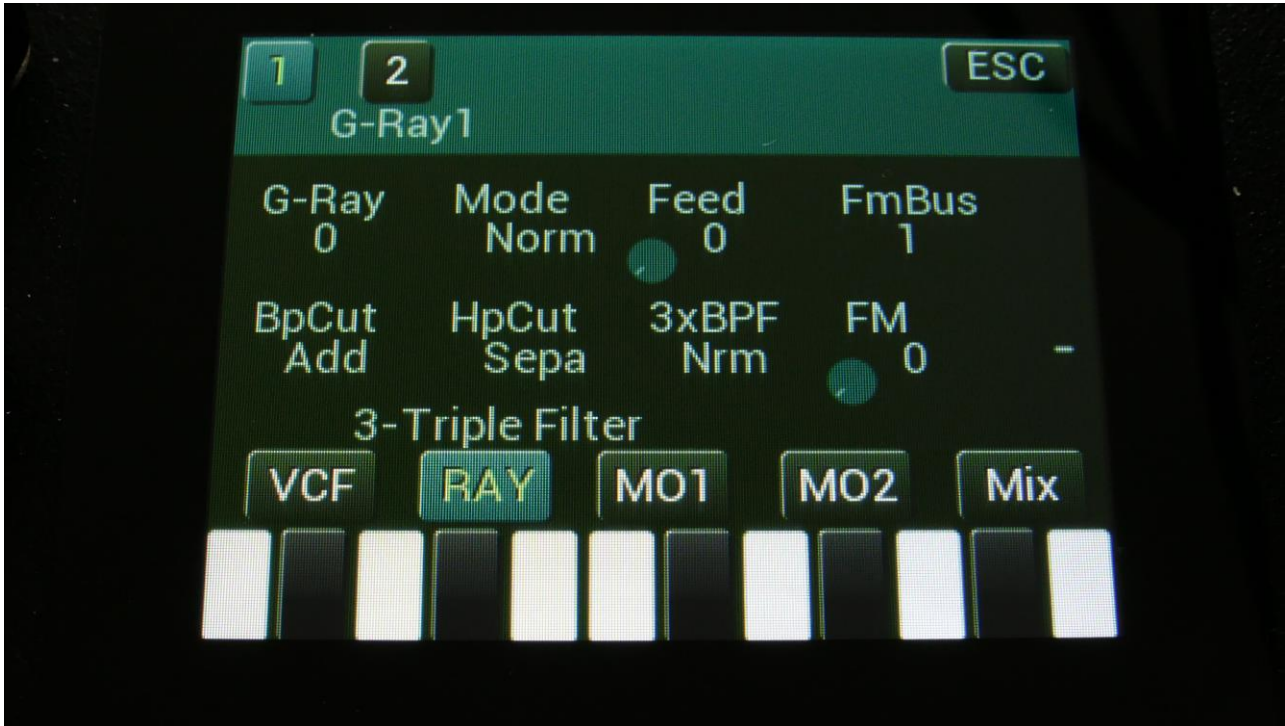 1 2 ESC
G-Ray1
G-Ray Mode Feed FmBus
0 Norm 0 1
BpCut HpCut 3xBPF FM
Add Sepa Nrm 0 -
3-Triple Filter
VCF RAY MO1 MO2 Mix